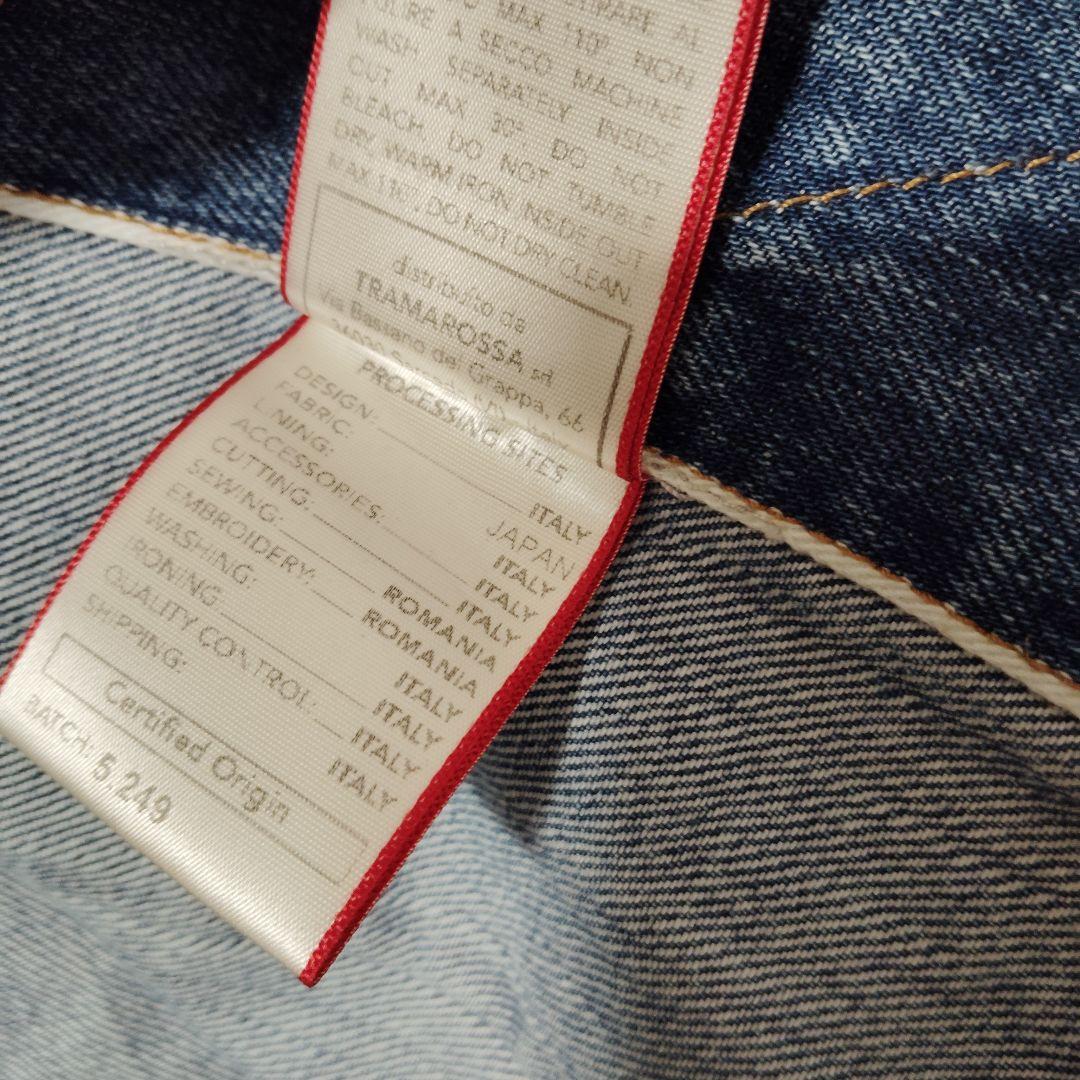 AL
MAX 110°, NON
A SECCO MACHINE
WASH SEPARATELY INSIDE
OUT MAX 30°. DO NOT
BLEACH, DO NOT TUMBLE
DRY, WARM IRON INSIDE OUT
DO NOT DRY CLEAN.
distribuito da
TRAMAROSSA srl
Via Bassano del Grappa, 66
PROCESSING SITES
DESIGN: ITALY
FABRIC: JAPAN
LINING: ITALY
ACCESSORIES: ITALY
CUTTING: ITALY
SEWING: ROMANIA
EMBROIDERY: ROMANIA
WASHING: ITALY
RONING ITALY
QUALITY CONTROL: ITALY
SHIPPING: ITALY
Certified Origin
BATCH: 5.249